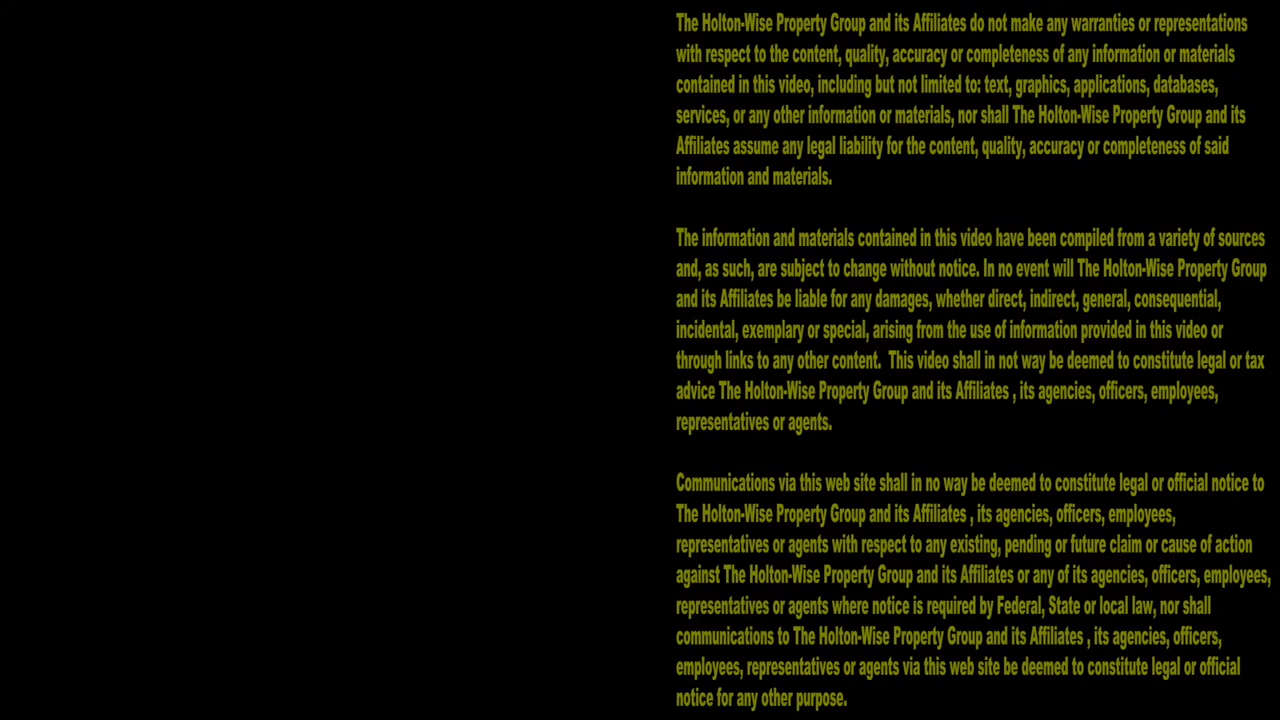 The Holton-Wise Property Group and its Affiliates do not make any warranties or representations
with respect to the content, quality, accuracy or completeness of any information or materials
contained in this video, including but not limited to: text, graphics, applications, databases,
services, or any other information or materials, nor shall The Holton-Wise Property Group and its
Affiliates assume any legal liability for the content, quality, accuracy or completeness of said
information and materials.
The information and materials contained in this video have been compiled from a variety of sources
and, as such, are subject to change without notice. In no event will The Holton-Wise Property Group
and its Affiliates be liable for any damages, whether direct, indirect, general, consequential,
incidental, exemplary or special, arising from the use of information provided in this video or
through links to any other content.  This video shall in not way be deemed to constitute legal or tax
advice The Holton-Wise Property Group and its Affiliates , its agencies, officers, employees,
representatives or agents.
Communications via this web site shall in no way be deemed to constitute legal or official notice to
The Holton-Wise Property Group and its Affiliates , its agencies, officers, employees,
representatives or agents with respect to any existing, pending or future claim or cause of action
against The Holton-Wise Property Group and its Affiliates or any of its agencies, officers, employees,
representatives or agents where notice is required by Federal, State or local law, nor shall
communications to The Holton-Wise Property Group and its Affiliates , its agencies, officers,
employees, representatives or agents via this web site be deemed to constitute legal or official
notice for any other purpose.